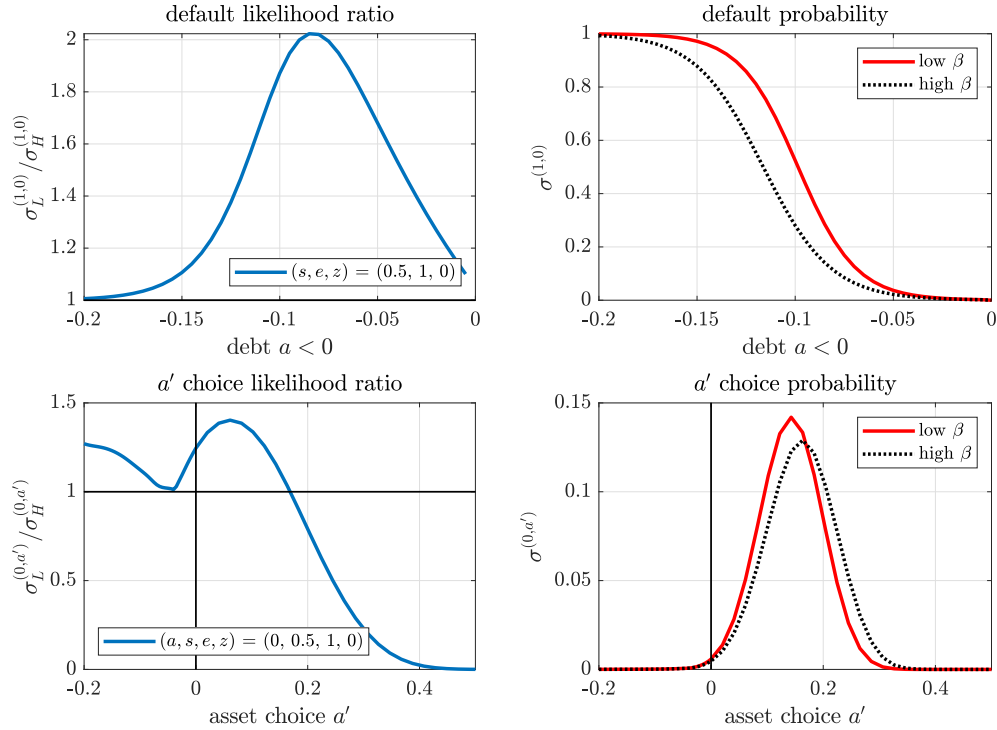 default likelihood ratio
2
1.8
1.6
1.4
1.2
1
σ_L^(1,0)/σ_H^(1,0)
(s, e, z) = (0.5, 1, 0)
-0.2 -0.15 -0.1 -0.05 0
debt a < 0
default probability
1
0.8
0.6
0.4
0.2
0
σ^(1,0)
low β
high β
-0.2 -0.15 -0.1 -0.05 0
debt a < 0
a′ choice likelihood ratio
1.5
1
0.5
0
σ_L^(0,a′)/σ_H^(0,a′)
(a, s, e, z) = (0, 0.5, 1, 0)
-0.2 0 0.2 0.4
asset choice a′
a′ choice probability
0.15
0.1
0.05
0
σ^(0,a′)
low β
high β
-0.2 0 0.2 0.4
asset choice a′